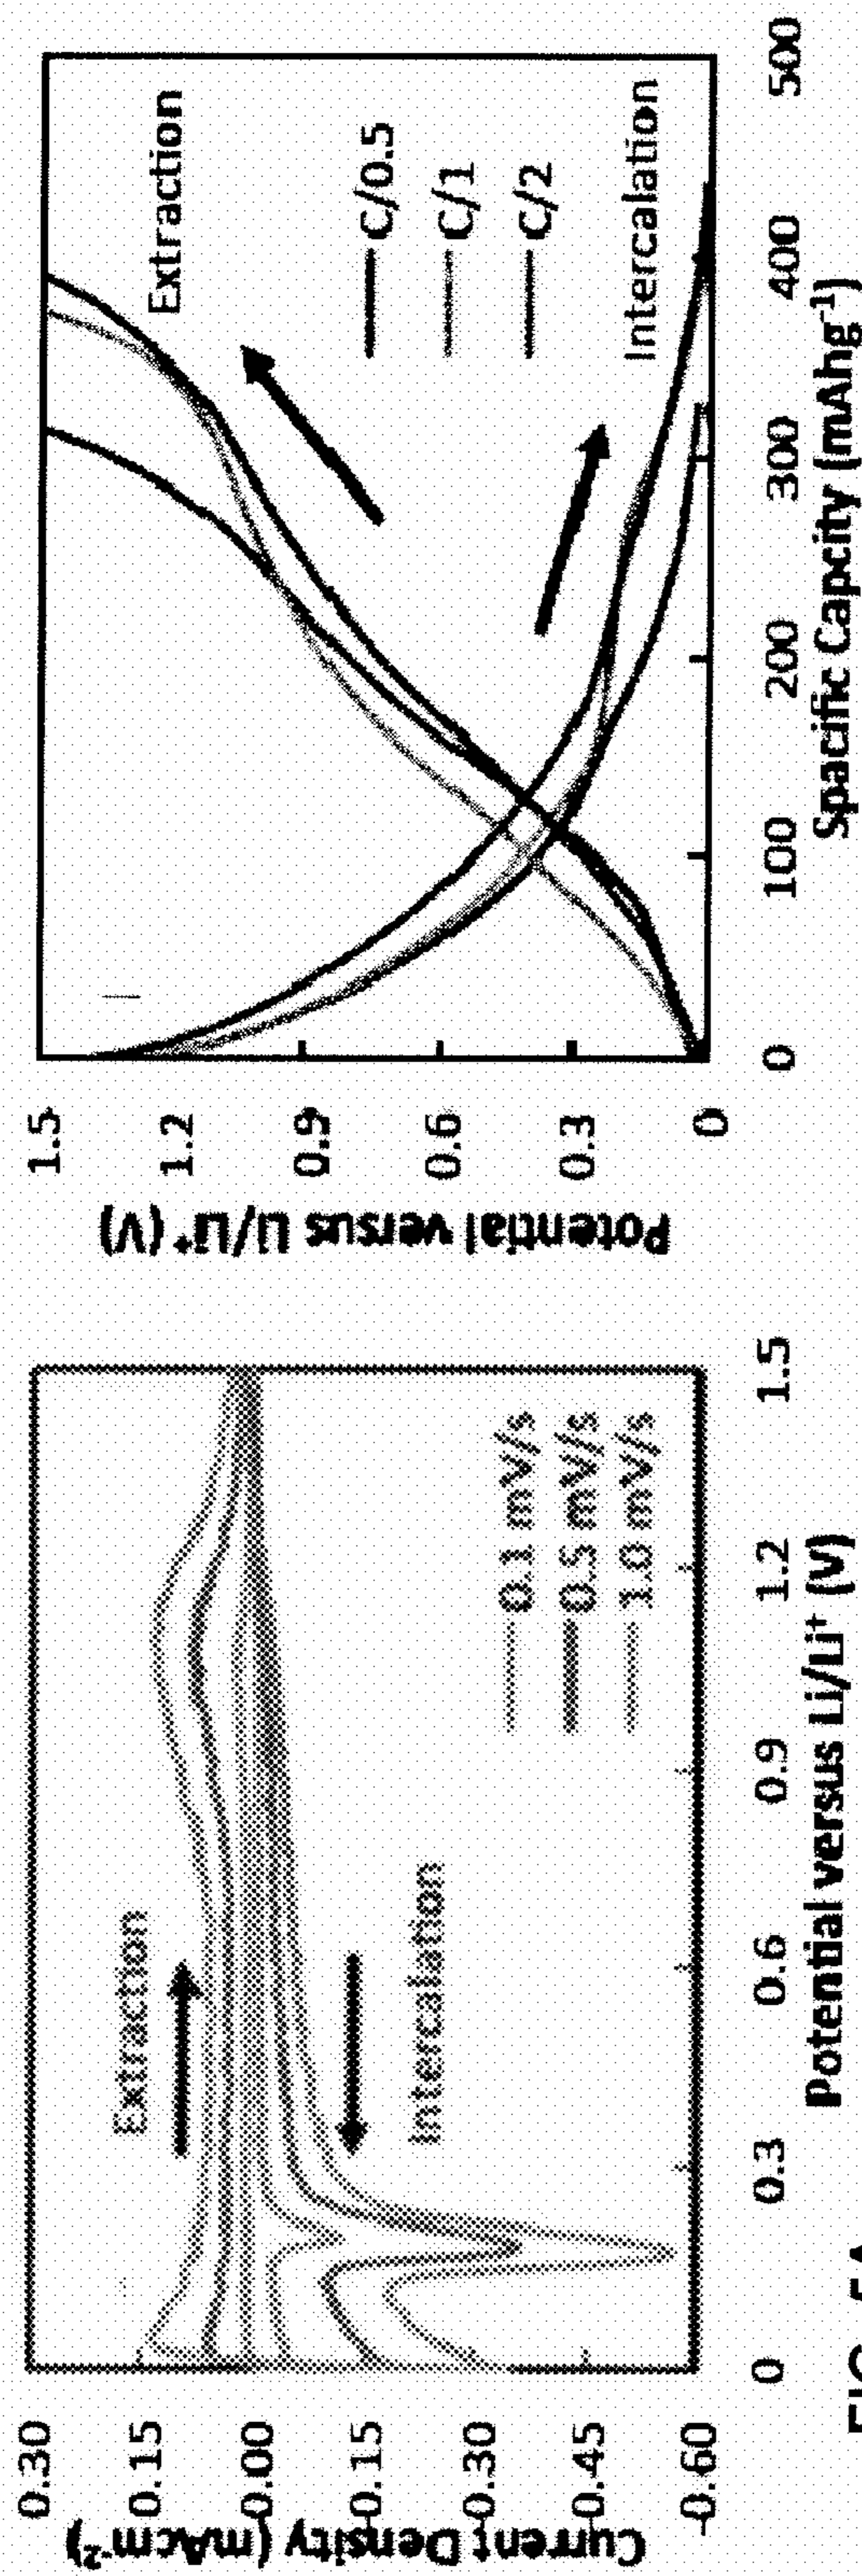 Current Density (mAcm⁻²)
0.30
0.15
0.00
-0.15
-0.30
-0.45
-0.60
Extraction
Intercalation
0.1 mV/s
0.5 mV/s
1.0 mV/s
0 0.3 0.6 0.9 1.2 1.5
Potential versus Li/Li⁺ (V)
Potential versus Li/Li⁺ (V)
1.5
1.2
0.9
0.6
0.3
0
Extraction
C/0.5
C/1
C/2
Intercalation
0 100 200 300 400 500
Spacific Capcity (mAhg⁻¹)